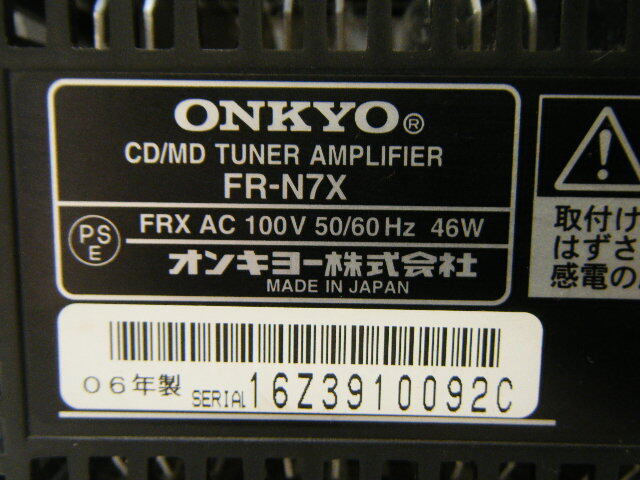 ONKYO®
CD/MD TUNER AMPLIFIER
FR-N7X
PSE
FRX AC 100V 50/60Hz 46W
オンキヨー株式会社
MADE IN JAPAN
取付け
はずさ
感電の
06年製 SERIAL 16Z3910092C